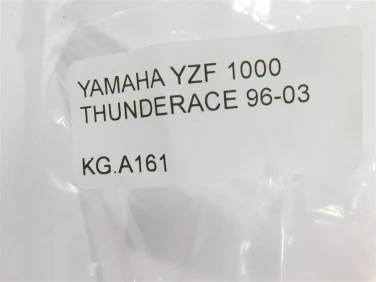 YAMAHA YZF 1000
THUNDERACE 96-03
KG.A161